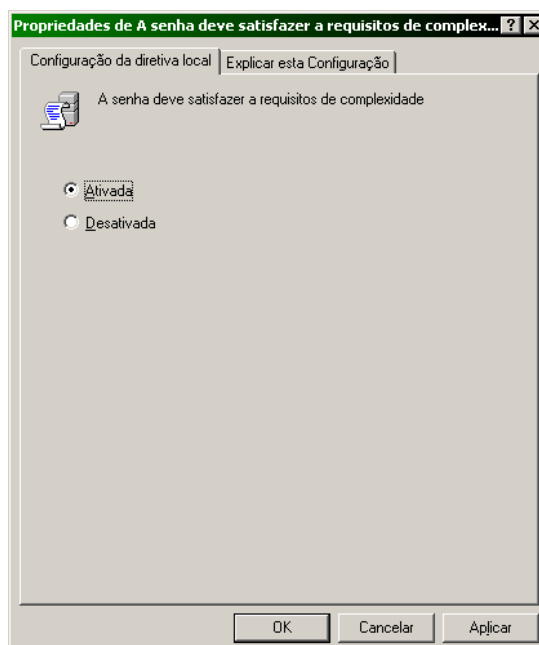 Propriedades de A senha deve satisfazer a requisitos de complex...
Configuração da diretiva local
Explicar esta Configuração
A senha deve satisfazer a requisitos de complexidade
Ativada
Desativada
OK
Cancelar
Aplicar